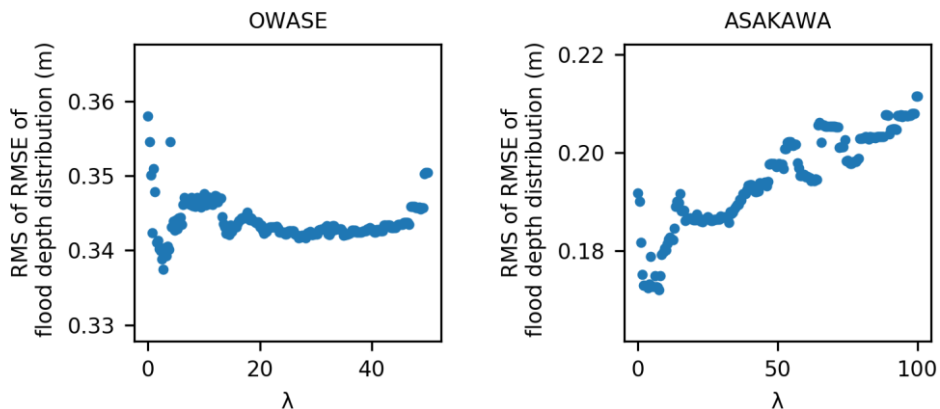 OWASE
RMS of RMSE of
flood depth distribution (m)
0.36
0.35
0.34
0.33
0
20
40
λ
ASAKAWA
RMS of RMSE of
flood depth distribution (m)
0.22
0.20
0.18
0
50
100
λ